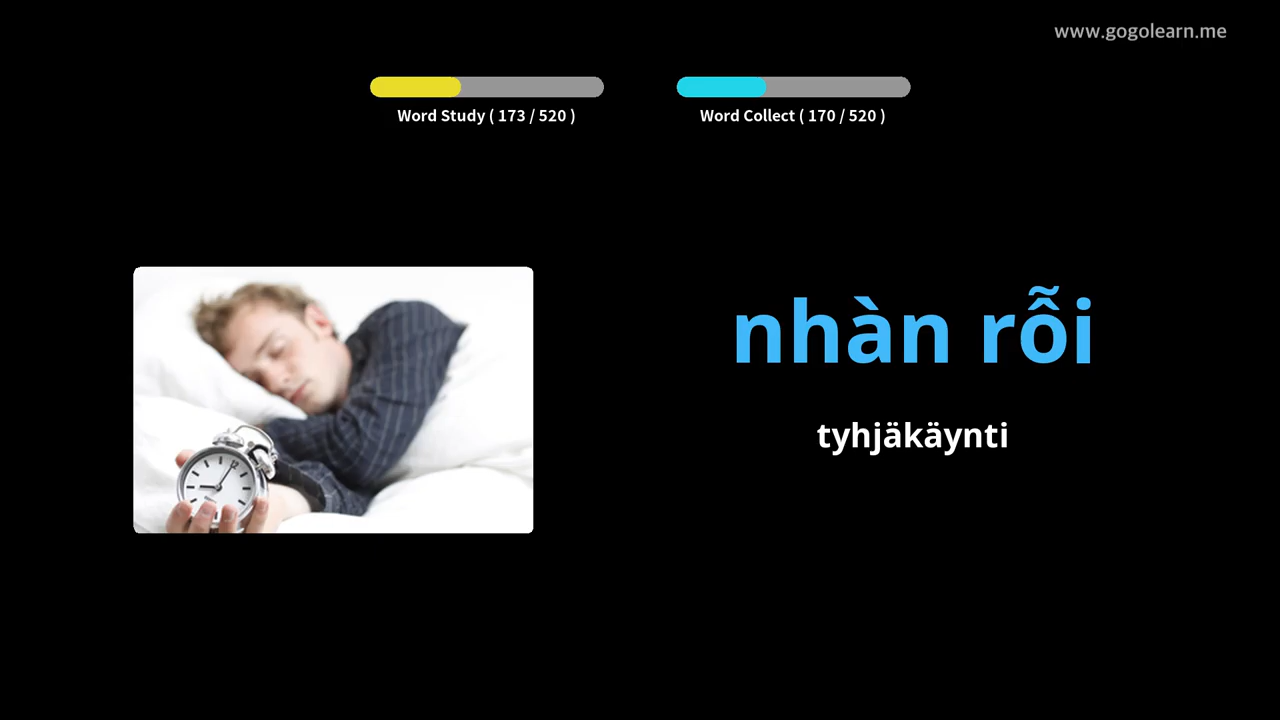 www.gogolearn.me
Word Study ( 173 / 520 )
Word Collect ( 170 / 520 )
nhàn rỗi
tyhjäkäynti